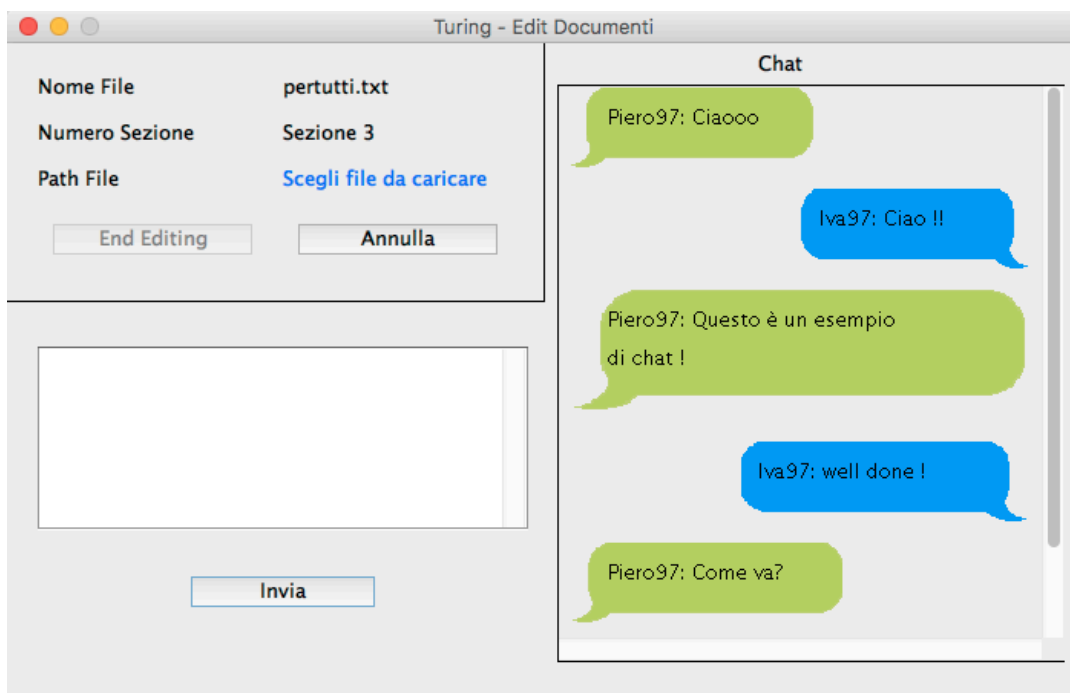 Turing - Edit Documenti
Nome File pertutti.txt
Numero Sezione Sezione 3
Path File Scegli file da caricare
End Editing Annulla
Invia
Chat
Piero97: Ciaooo
Iva97: Ciao !!
Piero97: Questo è un esempio
di chat !
Iva97: well done !
Piero97: Come va?